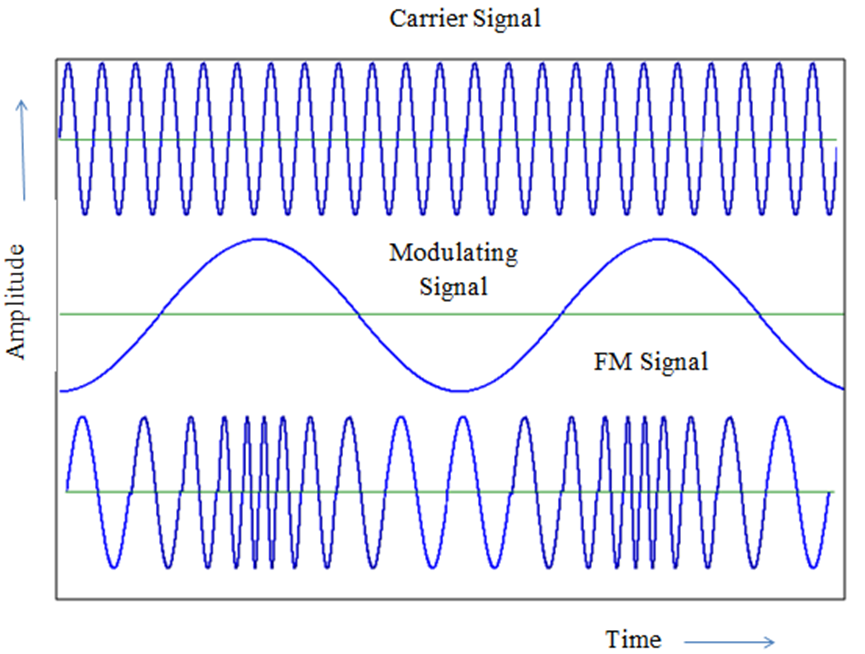 Carrier Signal
Amplitude
Modulating
Signal
FM Signal
Time